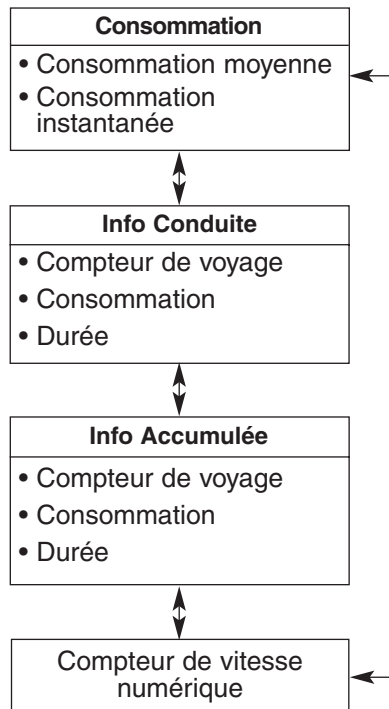 Consommation
• Consommation moyenne
• Consommation
instantanée
Info Conduite
• Compteur de voyage
• Consommation
• Durée
Info Accumulée
• Compteur de voyage
• Consommation
• Durée
Compteur de vitesse
numérique